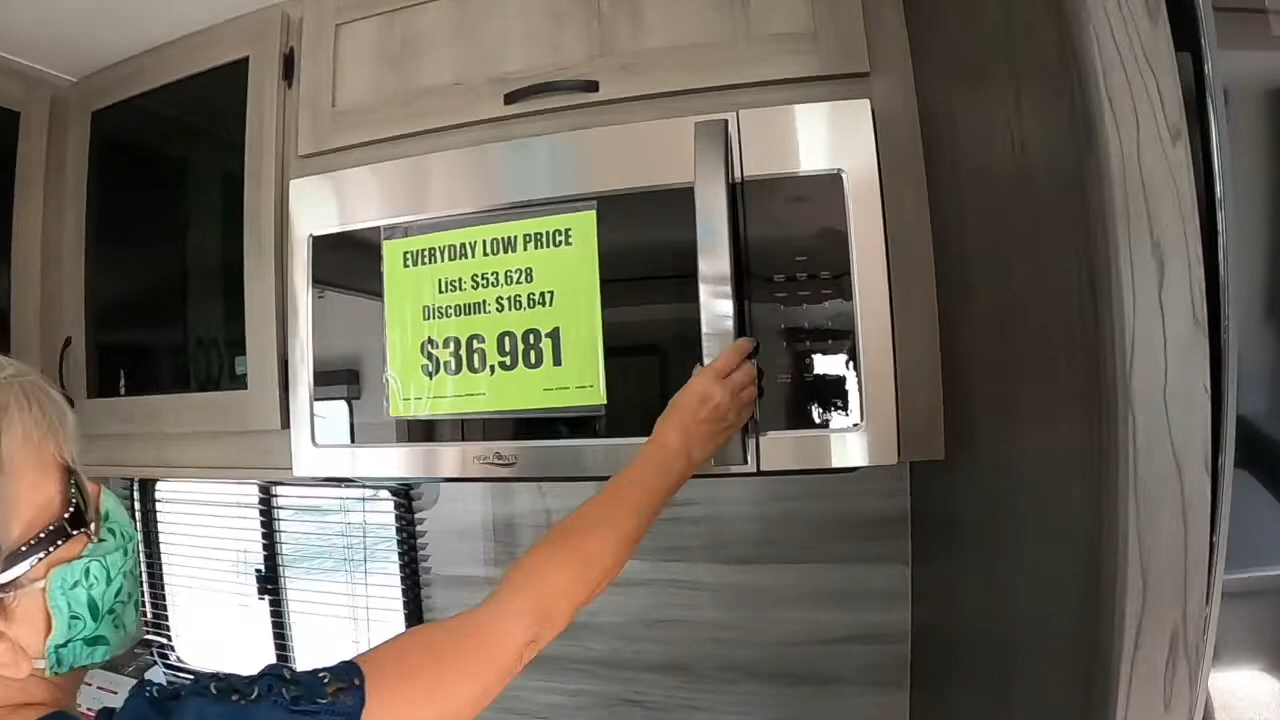 EVERYDAY LOW PRICE
List: $53,628
Discount: $16,647
$36,981
HIGH POINTE